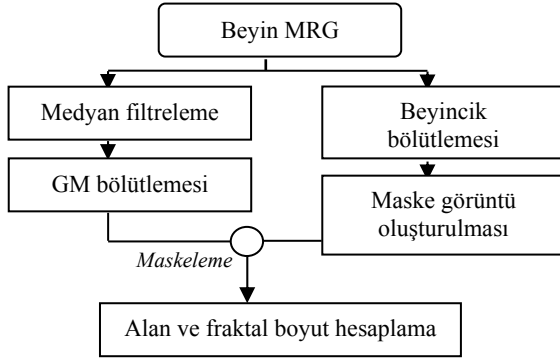 Beyin MRG
Medyan filtreleme
Beyincik
bölütlemesi
GM bölütlemesi
Maske görüntü
oluşturulması
Maskeleme
Alan ve fraktal boyut hesaplama